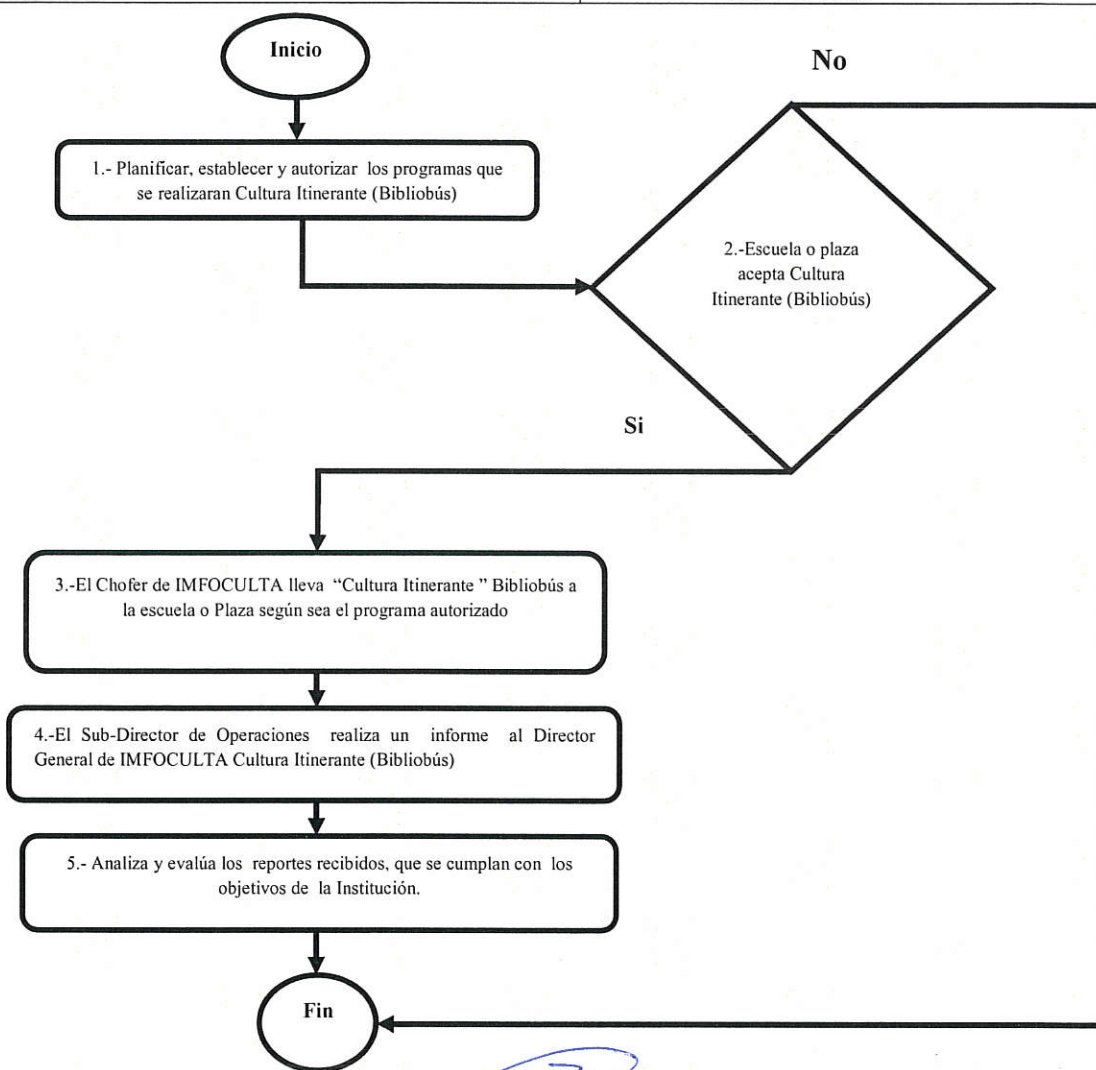 Inicio
No
1.- Planificar, establecer y autorizar los programas que
se realizaran Cultura Itinerante (Bibliobús)
2.-Escuela o plaza
acepta Cultura
Itinerante (Bibliobús)
Si
3.-El Chofer de IMFOCULTA lleva “Cultura Itinerante ” Bibliobús a
la escuela o Plaza según sea el programa autorizado
4.-El Sub-Director de Operaciones realiza un informe al Director
General de IMFOCULTA Cultura Itinerante (Bibliobús)
5.- Analiza y evalúa los reportes recibidos, que se cumplan con los
objetivos de la Institución.
Fin